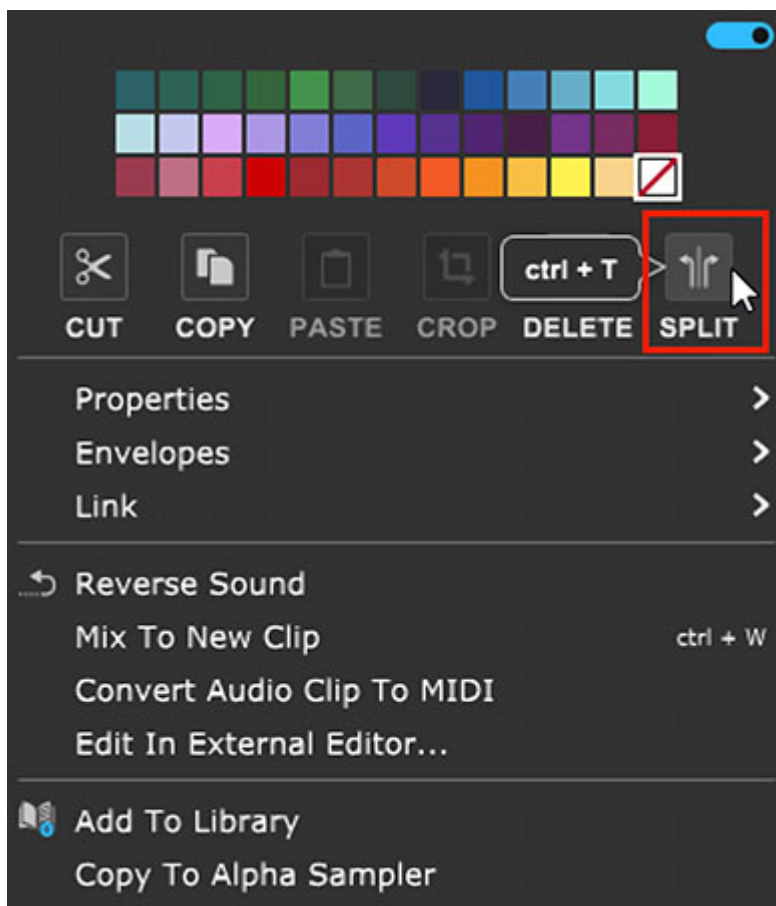 ctrl + T
CUT COPY PASTE CROP DELETE SPLIT
Properties
Envelopes
Link
Reverse Sound
Mix To New Clip ctrl + W
Convert Audio Clip To MIDI
Edit In External Editor...
Add To Library
Copy To Alpha Sampler